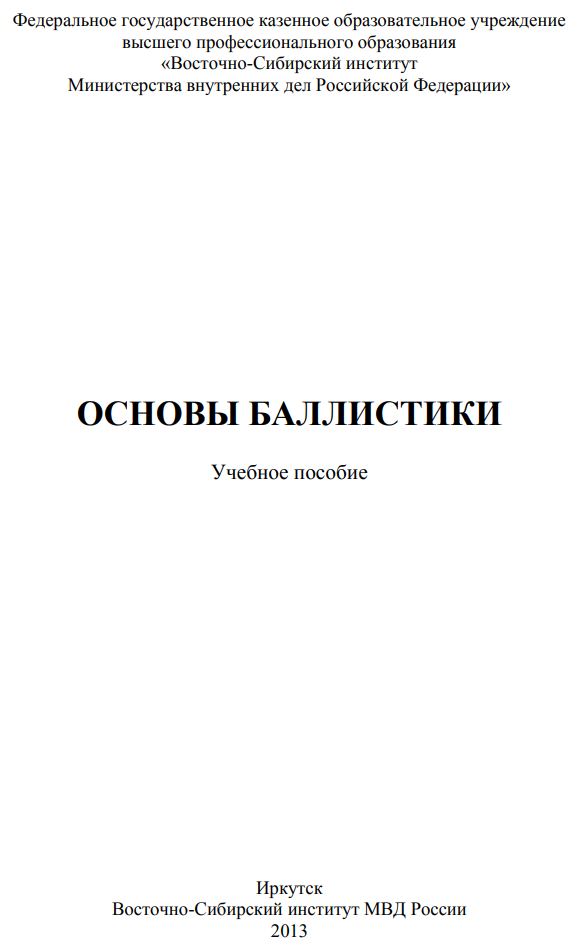 Федеральное государственное казенное образовательное учреждение
высшего профессионального образования
«Восточно-Сибирский институт
Министерства внутренних дел Российской Федерации»
ОСНОВЫ БАЛЛИСТИКИ
Учебное пособие
Иркутск
Восточно-Сибирский институт МВД России
2013